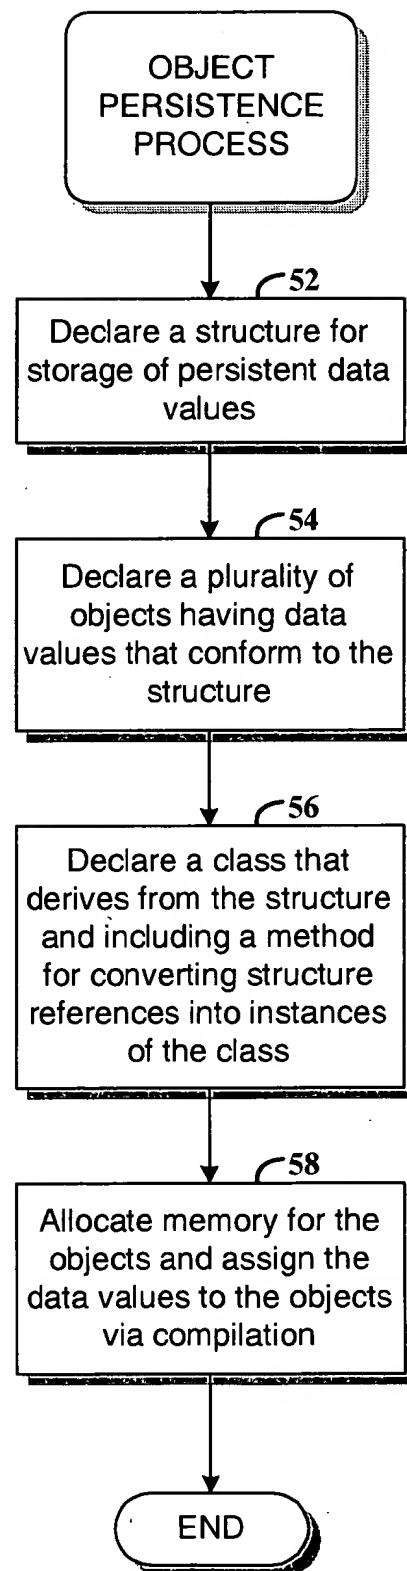 OBJECT
PERSISTENCE
PROCESS
52
Declare a structure for
storage of persistent data
values
54
Declare a plurality of
objects having data
values that conform to the
structure
56
Declare a class that
derives from the structure
and including a method
for converting structure
references into instances
of the class
58
Allocate memory for the
objects and assign the
data values to the objects
via compilation
END